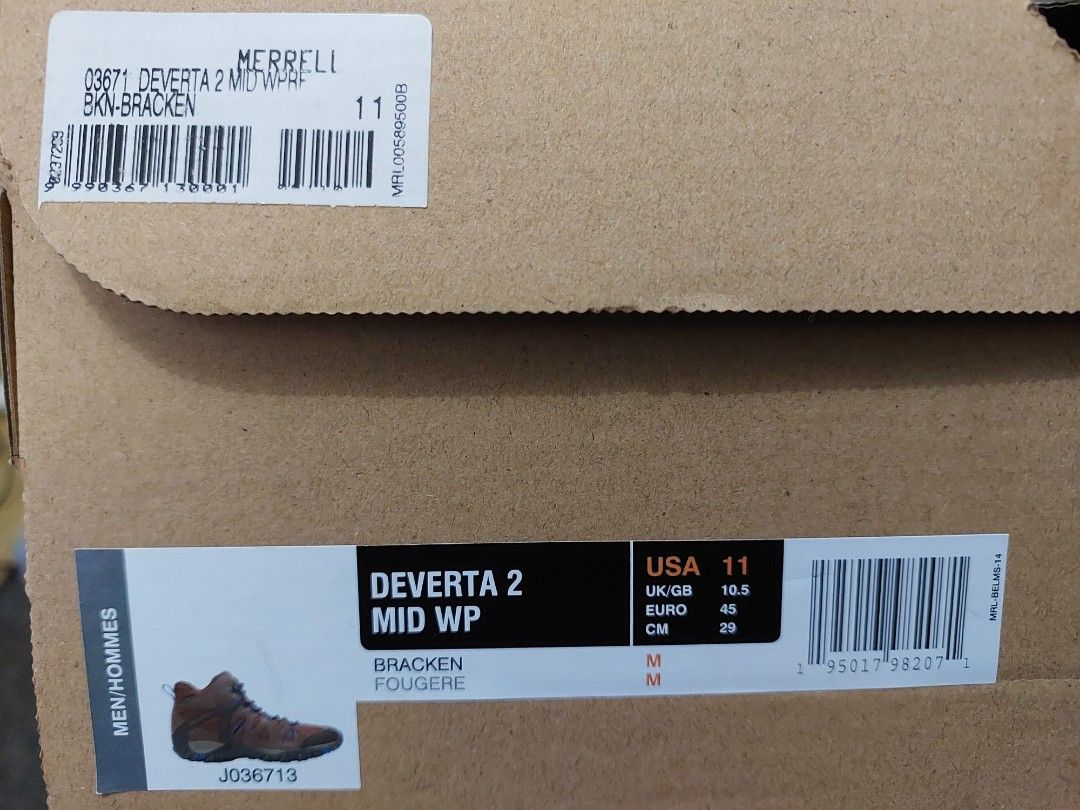 MERRELL
03671 DEVERTA 2 MID WPRF
BKN-BRACKEN
11
MRL00589500B
MEN/HOMMES
J036713
DEVERTA 2
MID WP
BRACKEN
FOUGERE
USA 11
UK/GB 10.5
EURO 45
CM 29
M
M
1 95017 98207 1
MRL-BELMS-14